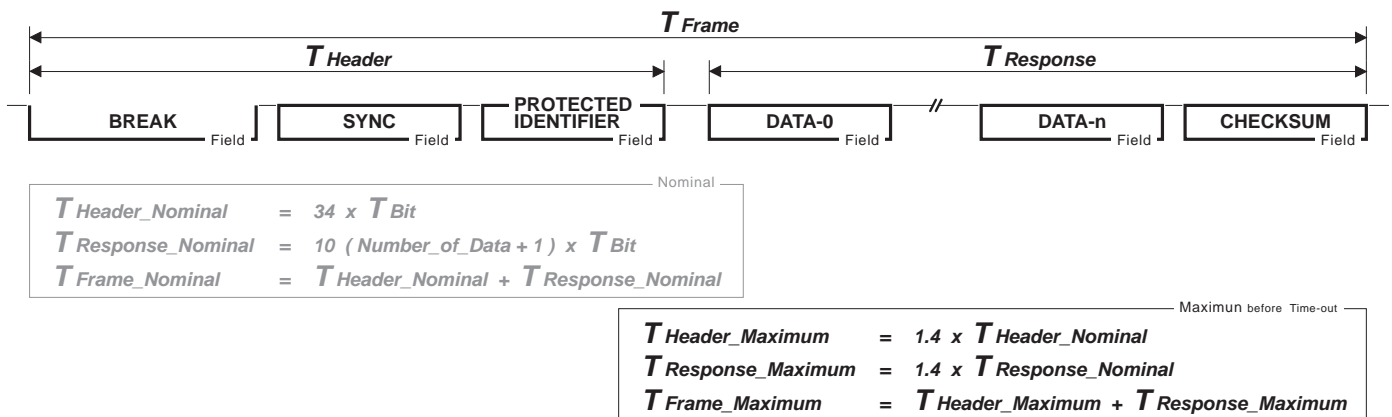 T Frame
T Header
T Response
BREAK
Field
SYNC
Field
PROTECTED
IDENTIFIER
Field
DATA-0
Field
DATA-n
Field
CHECKSUM
Field
Nominal
T Header_Nominal = 34 x T Bit
T Response_Nominal = 10 ( Number_of_Data + 1 ) x T Bit
T Frame_Nominal = T Header_Nominal + T Response_Nominal
Maximun before Time-out
T Header_Maximum = 1.4 x T Header_Nominal
T Response_Maximum = 1.4 x T Response_Nominal
T Frame_Maximum = T Header_Maximum + T Response_Maximum